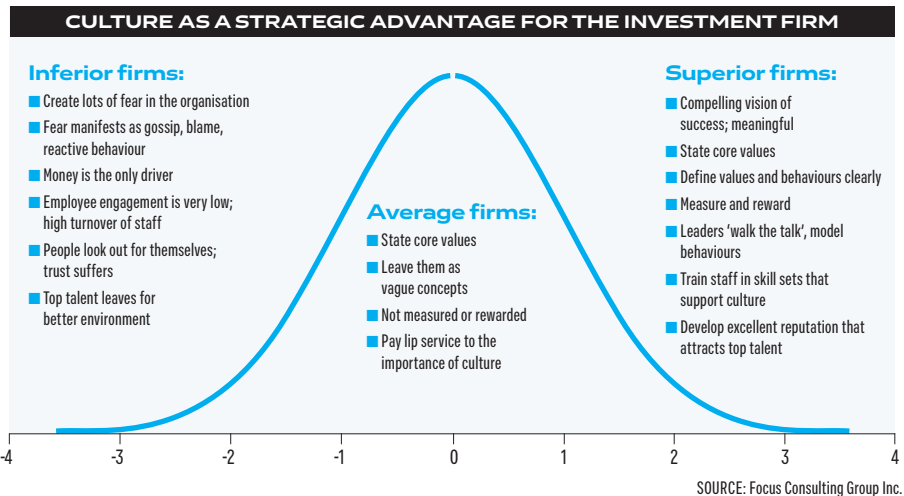 CULTURE AS A STRATEGIC ADVANTAGE FOR THE INVESTMENT FIRM
Inferior firms:
Create lots of fear in the organisation
Fear manifests as gossip, blame,
reactive behaviour
Money is the only driver
Employee engagement is very low;
high turnover of staff
People look out for themselves;
trust suffers
Top talent leaves for
better environment
Average firms:
State core values
Leave them as
vague concepts
Not measured or rewarded
Pay lip service to the
importance of culture
Superior firms:
Compelling vision of
success; meaningful
State core values
Define values and behaviours clearly
Measure and reward
Leaders ‘walk the talk’, model
behaviours
Train staff in skill sets that
support culture
Develop excellent reputation that
attracts top talent
-4 -3 -2 -1 0 1 2 3 4
SOURCE: Focus Consulting Group Inc.